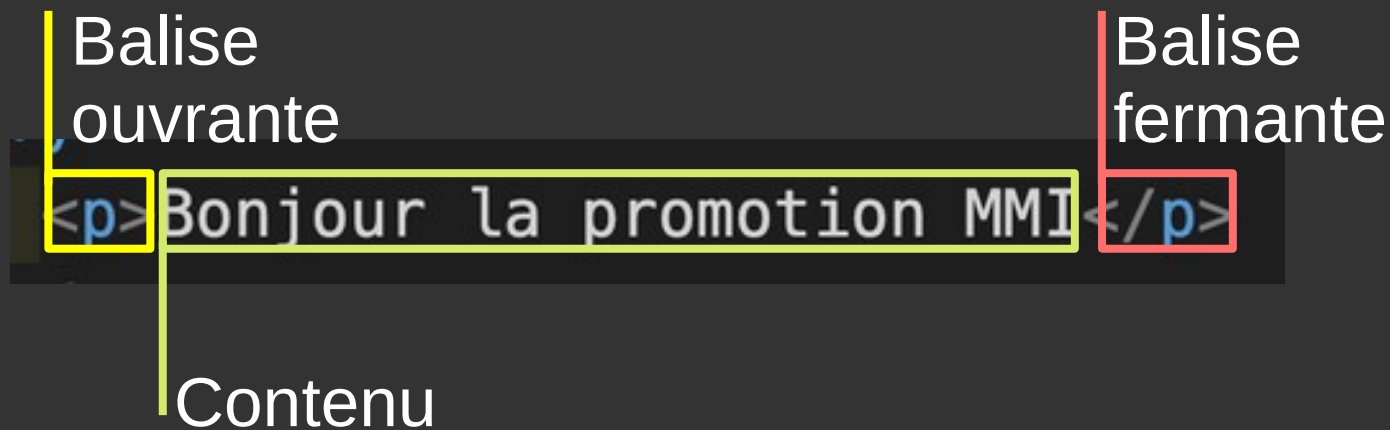 Balise
ouvrante
Balise
fermante
<p>Bonjour la promotion MMI</p>
Contenu